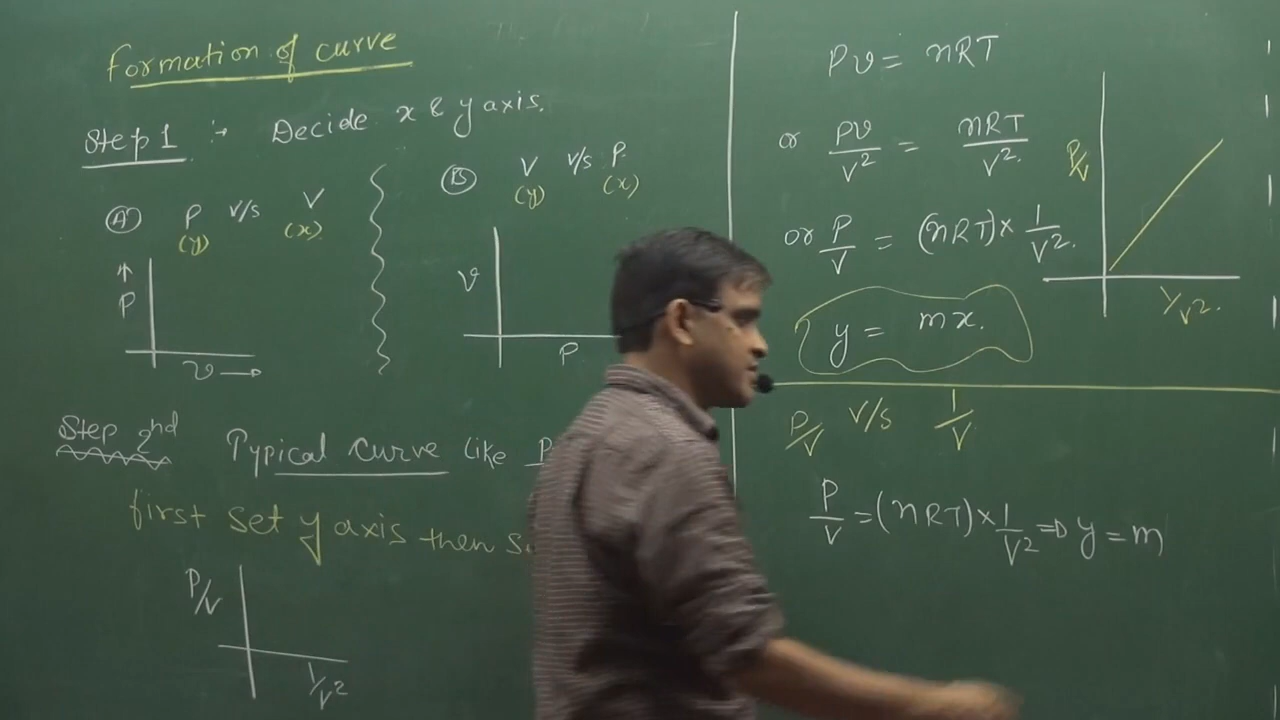 Formation of curve
Step 1 :→ Decide x & y axis.
(A) P v/s V
(y) (x)
↑
P
v →
(B) V v/s P.
(y) (x)
v
P
Step 2nd Typical curve like P
first set y axis then s
P/v
1/v²
Pv = nRT
or Pv/v² = nRT/v².
or P/v = (nRT) × 1/v².
y = mx.
P/v
1/v².
P/v v/s 1/v
P/v = (nRT) × 1/v² ⇒ y = m